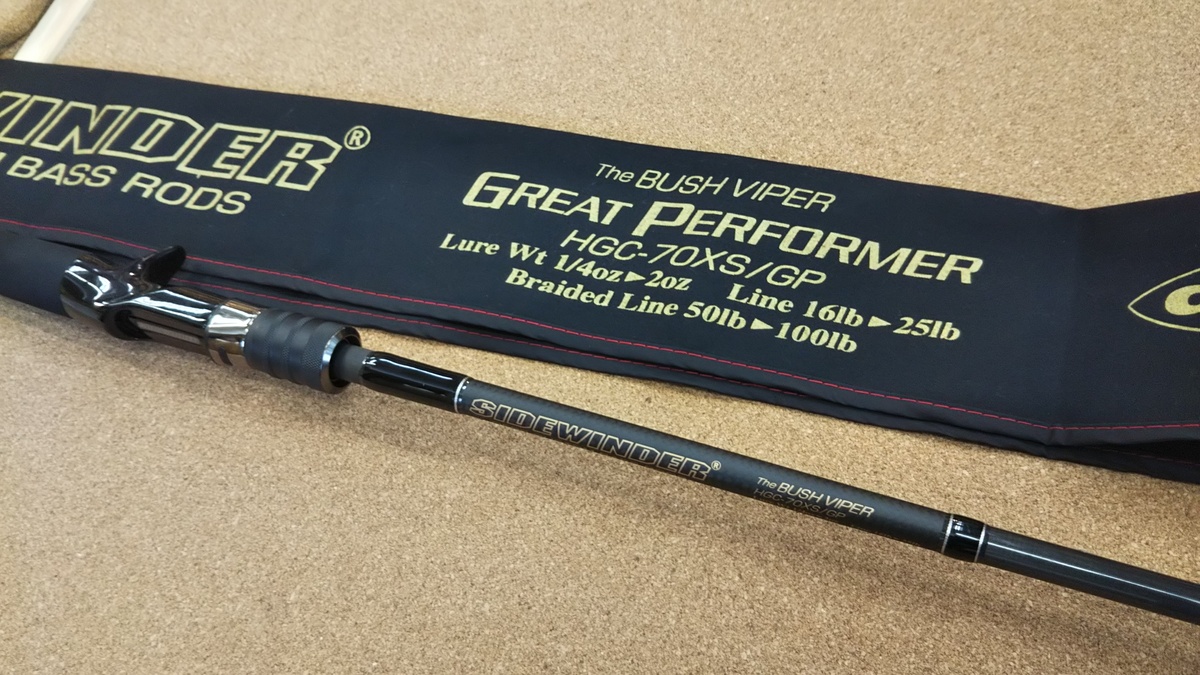 WINDER®
BASS RODS
The BUSH VIPER
GREAT PERFORMER
HGC-70XS/GP
Lure Wt 1/4oz▶2oz Line 16lb▶25lb
Braided Line 50lb▶100lb
SIDEWINDER®
The BUSH VIPER
HGC-70XS/GP